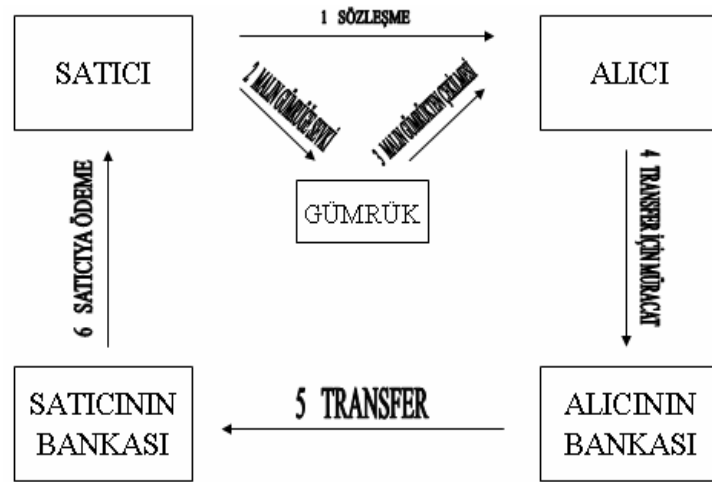 1 SÖZLEŞME
SATICI
ALICI
2 MALIN GÜMRÜĞE SEVKİ
3 MALIN GÜMRÜKTEN ÇEKİLMESİ
GÜMRÜK
4 TRANSFER İÇİN MÜRACAT
6 SATICIYA ÖDEME
5 TRANSFER
SATICININ
BANKASI
ALICININ
BANKASI